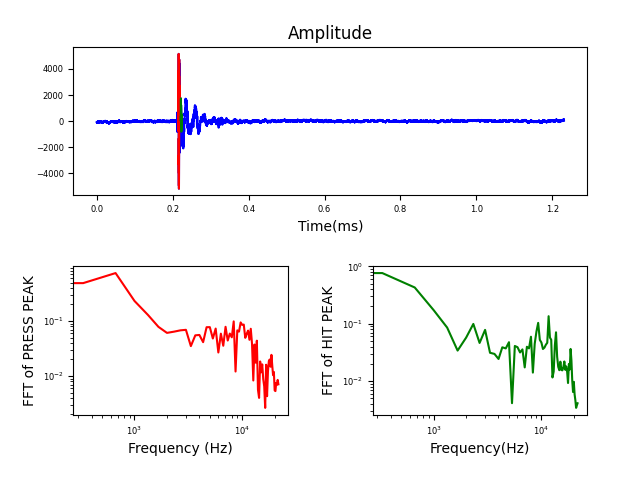 Amplitude
4000
2000
0
−2000
−4000
0.0 0.2 0.4 0.6 0.8 1.0 1.2
Time(ms)
FFT of PRESS PEAK
10⁻¹
10⁻²
10³ 10⁴
Frequency (Hz)
FFT of HIT PEAK
10⁰
10⁻¹
10⁻²
10³ 10⁴
Frequency(Hz)